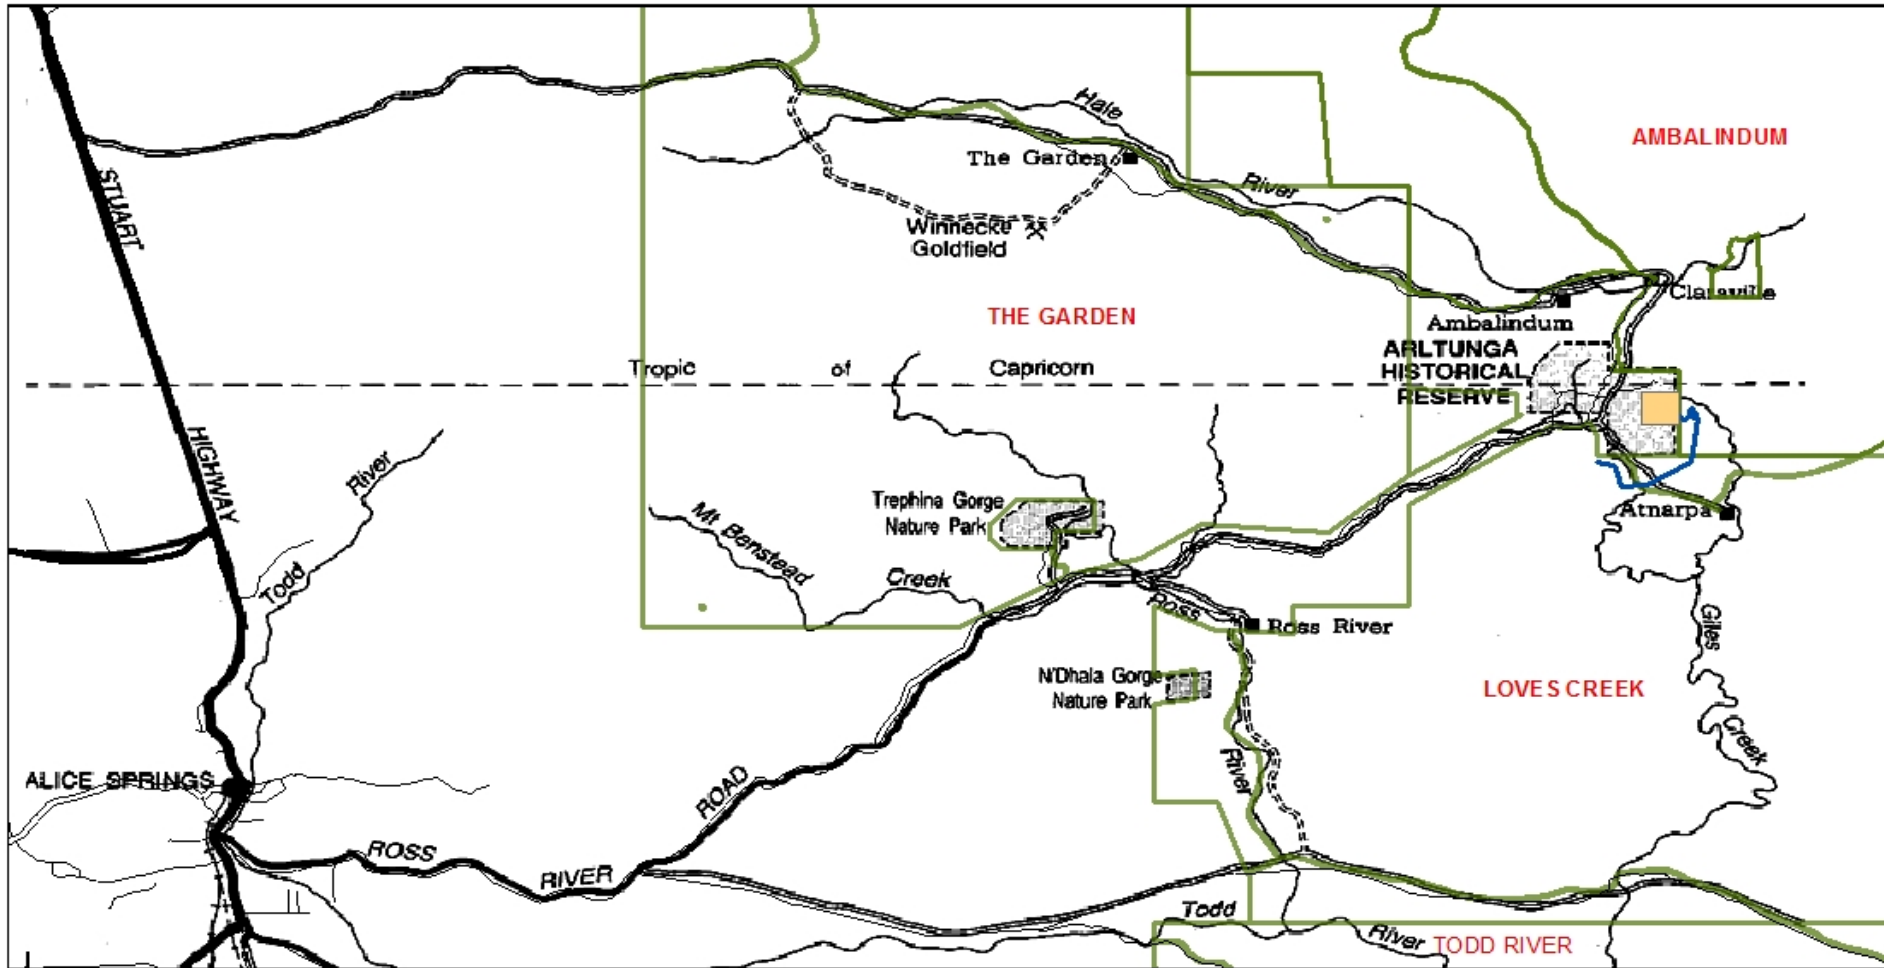 Hale
AMBALINDUM
The Garden
River
STUART
Winnecke
Goldfield
Claraville
THE GARDEN
Ambalindum
ARLTUNGA
HISTORICAL
RESERVE
Tropic of Capricorn
HIGHWAY
River
Todd
Trephina Gorge
Nature Park
Mt Benstead
Creek
Atnarpa
Ross
Ross River
Giles
Creek
N'Dhala Gorge
Nature Park
LOVES CREEK
River
ALICE SPRINGS
ROAD
ROSS
RIVER
Todd
River
TODD RIVER